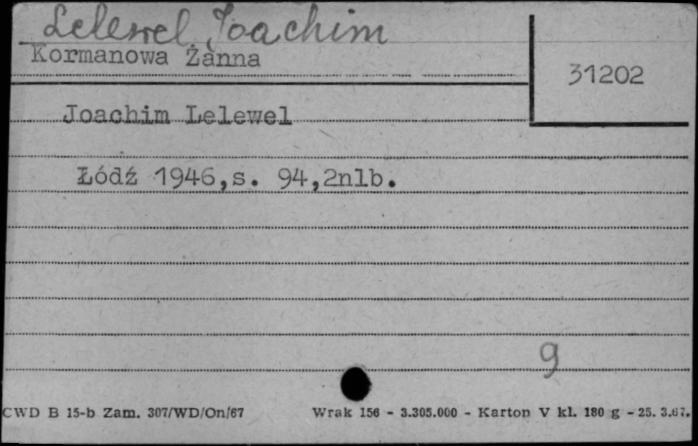 Lelewel Joachim
Kormanowa Żanna
31202
Joachim Lelewel
Łódź 1946,s. 94,2nlb.
9
CWD B 15-b Zam. 307/WD/On/67 Wrak 156 - 3.305.000 - Karton V kl. 180 g - 25. 3.67.